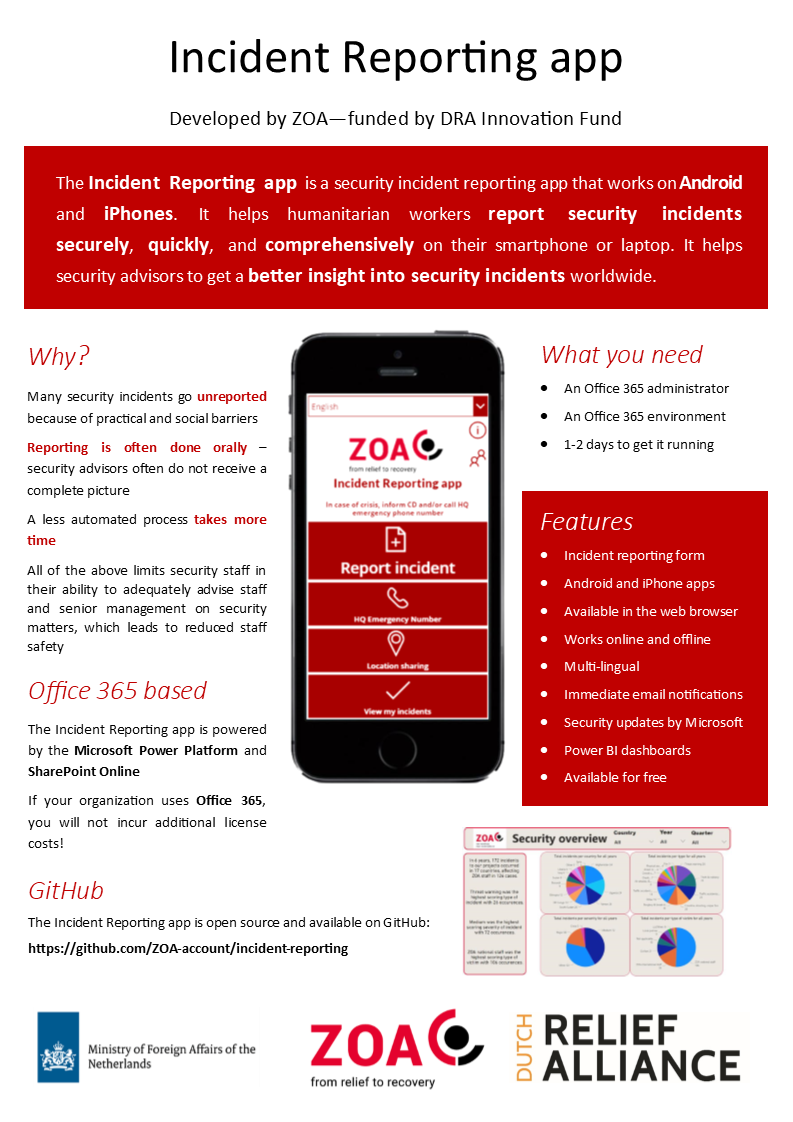 Incident Reporting app
Developed by ZOA—funded by DRA Innovation Fund
The Incident Reporting app is a security incident reporting app that works on Android
and iPhones. It helps humanitarian workers report security incidents
securely, quickly, and comprehensively on their smartphone or laptop. It helps
security advisors to get a better insight into security incidents worldwide.
Why?
Many security incidents go unreported
because of practical and social barriers
Reporting is often done orally –
security advisors often do not receive a
complete picture
A less automated process takes more
time
All of the above limits security staff in
their ability to adequately advise staff
and senior management on security
matters, which leads to reduced staff
safety
Office 365 based
The Incident Reporting app is powered
by the Microsoft Power Platform and
SharePoint Online
If your organization uses Office 365,
you will not incur additional license
costs!
GitHub
The Incident Reporting app is open source and available on GitHub:
https://github.com/ZOA-account/incident-reporting
English
ZOA
from relief to recovery
Incident Reporting app
In case of crisis, inform CD and/or call HQ
emergency phone number
Report incident
HQ Emergency Number
Location sharing
View my incidents
What you need
• An Office 365 administrator
• An Office 365 environment
• 1-2 days to get it running
Features
• Incident reporting form
• Android and iPhone apps
• Available in the web browser
• Works online and offline
• Multi-lingual
• Immediate email notifications
• Security updates by Microsoft
• Power BI dashboards
• Available for free
ZOA
Security overview
Country
Year
Quarter
All
All
All
Total incidents per country for all years
Total incidents per type for all years
Ministry of Foreign Affairs of the
Netherlands
ZOA
from relief to recovery
DUTCH
RELIEF
ALLIANCE